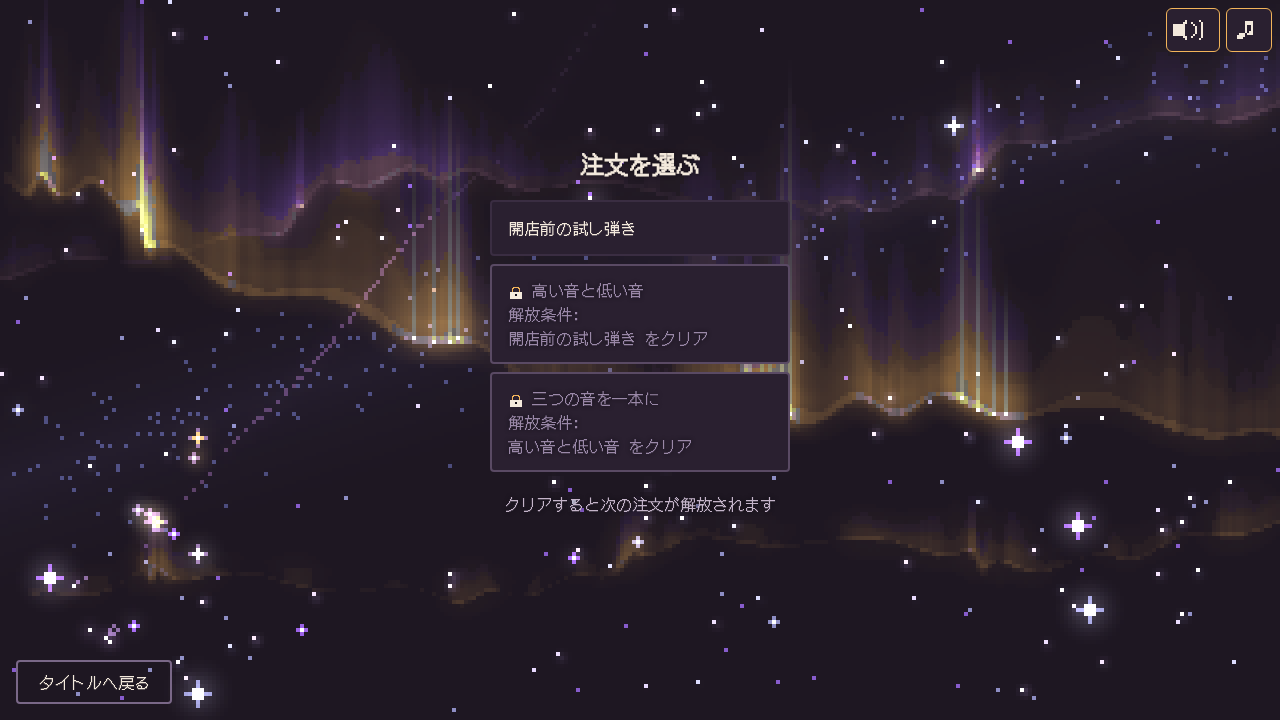 注文を選ぶ
開店前の試し弾き
高い音と低い音
解放条件:
開店前の試し弾き をクリア
三つの音を一本に
解放条件:
高い音と低い音 をクリア
クリアすると次の注文が解放されます
タイトルへ戻る